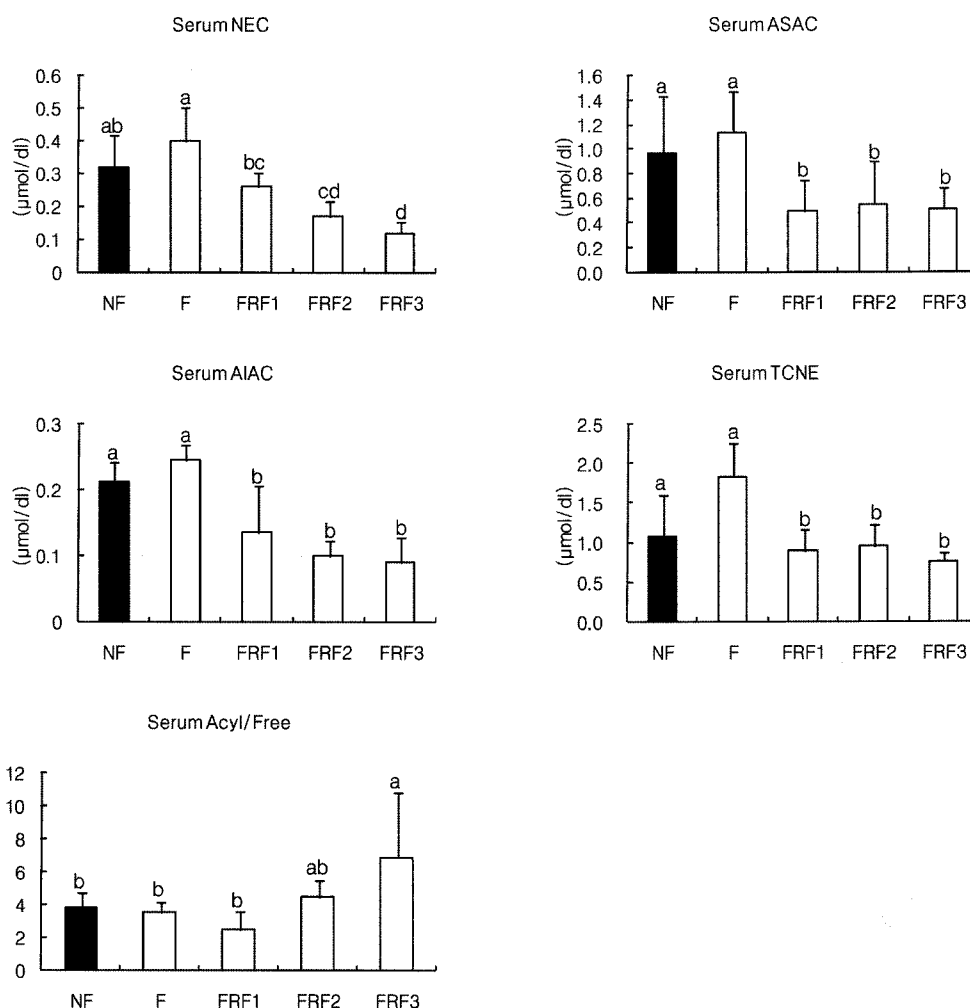 Serum NEC
0.6
0.5
0.4
0.3
0.2
0.1
0
(μmol/dl)
ab
a
bc
cd
d
NF F FRF1 FRF2 FRF3
Serum ASAC
1.6
1.4
1.2
1.0
0.8
0.6
0.4
0.2
0.0
(μmol/dl)
a
a
b
b
b
NF F FRF1 FRF2 FRF3
Serum AIAC
0.3
0.2
0.1
0
(μmol/dl)
a
a
b
b
b
NF F FRF1 FRF2 FRF3
Serum TCNE
2.5
2.0
1.5
1.0
0.5
0.0
(μmol/dl)
a
a
b
b
b
NF F FRF1 FRF2 FRF3
Serum Acyl/Free
12
10
8
6
4
2
0
b
b
b
ab
a
NF F FRF1 FRF2 FRF3